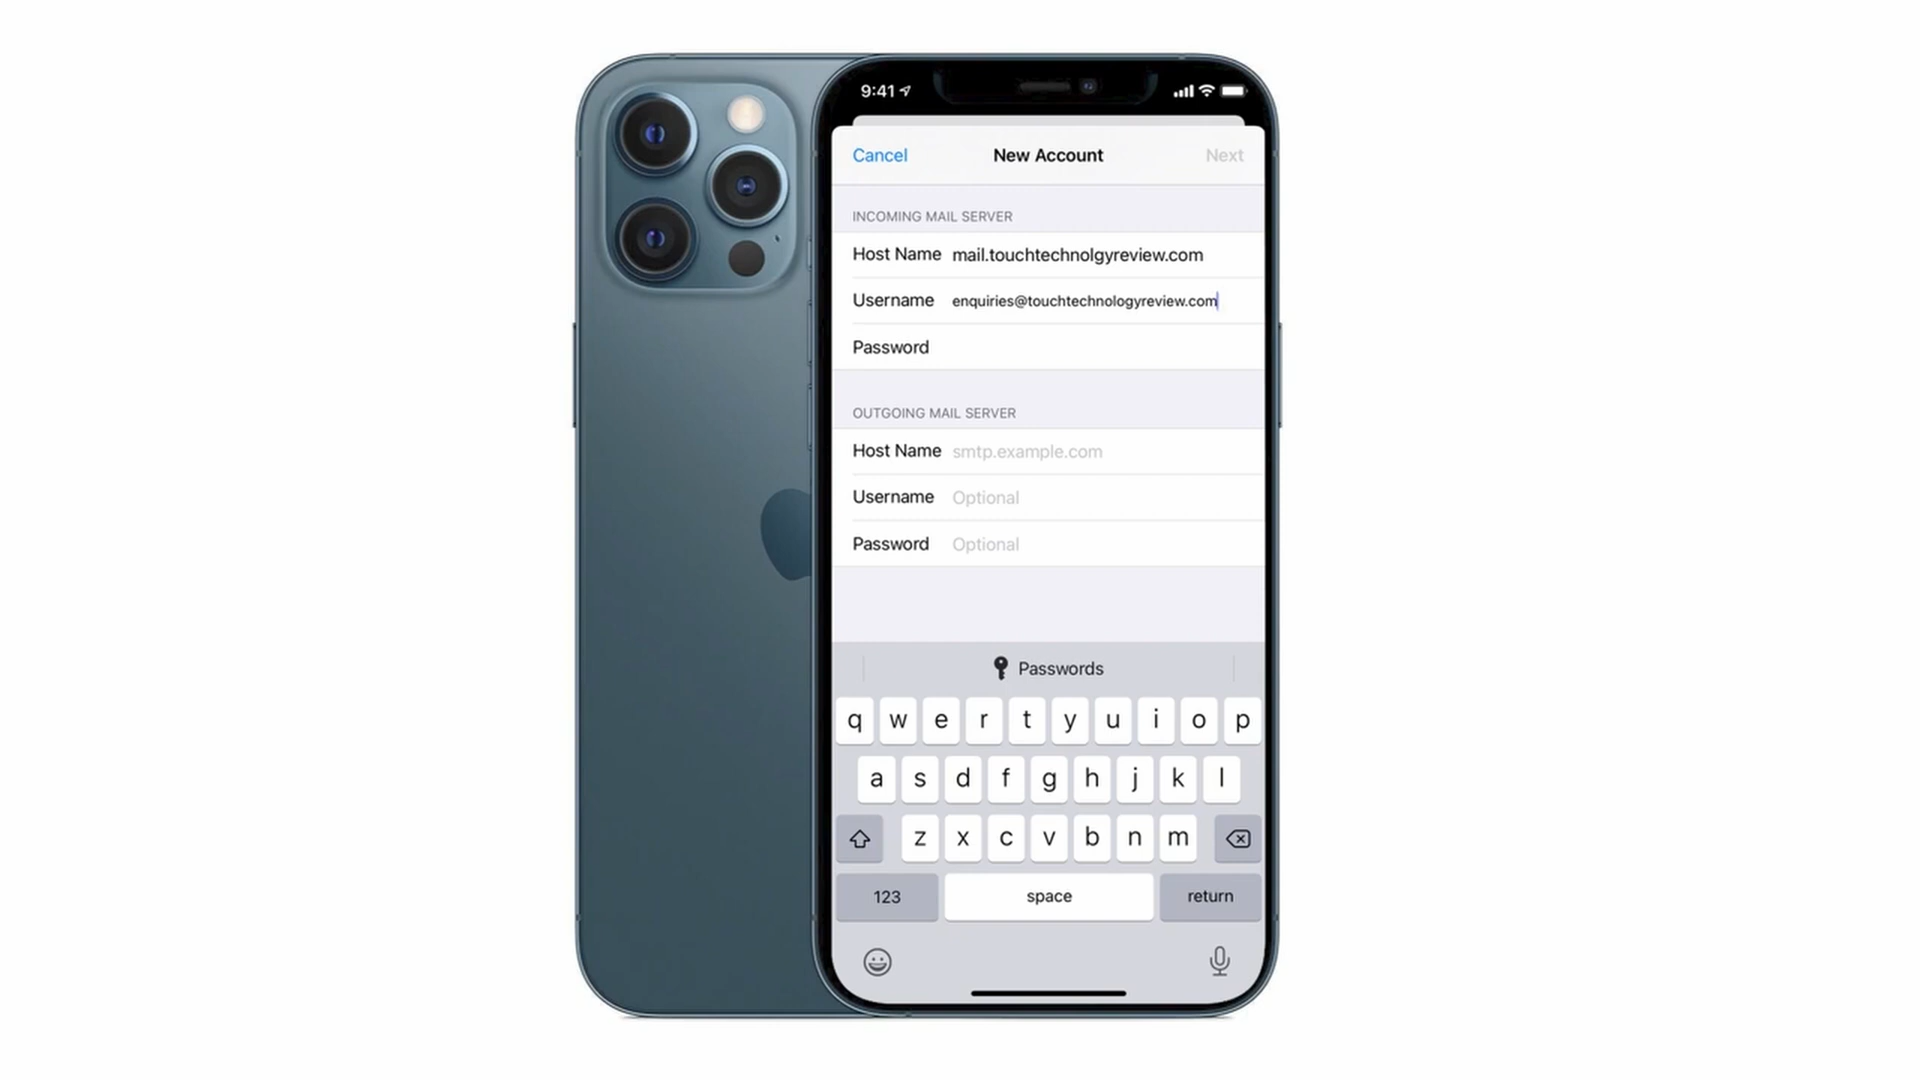 9:41
Cancel New Account Next
INCOMING MAIL SERVER
Host Name mail.touchtechnolgyreview.com
Username enquiries@touchtechnologyreview.com
Password
OUTGOING MAIL SERVER
Host Name smtp.example.com
Username Optional
Password Optional
Passwords
q w e r t y u i o p
a s d f g h j k l
z x c v b n m
123 space return